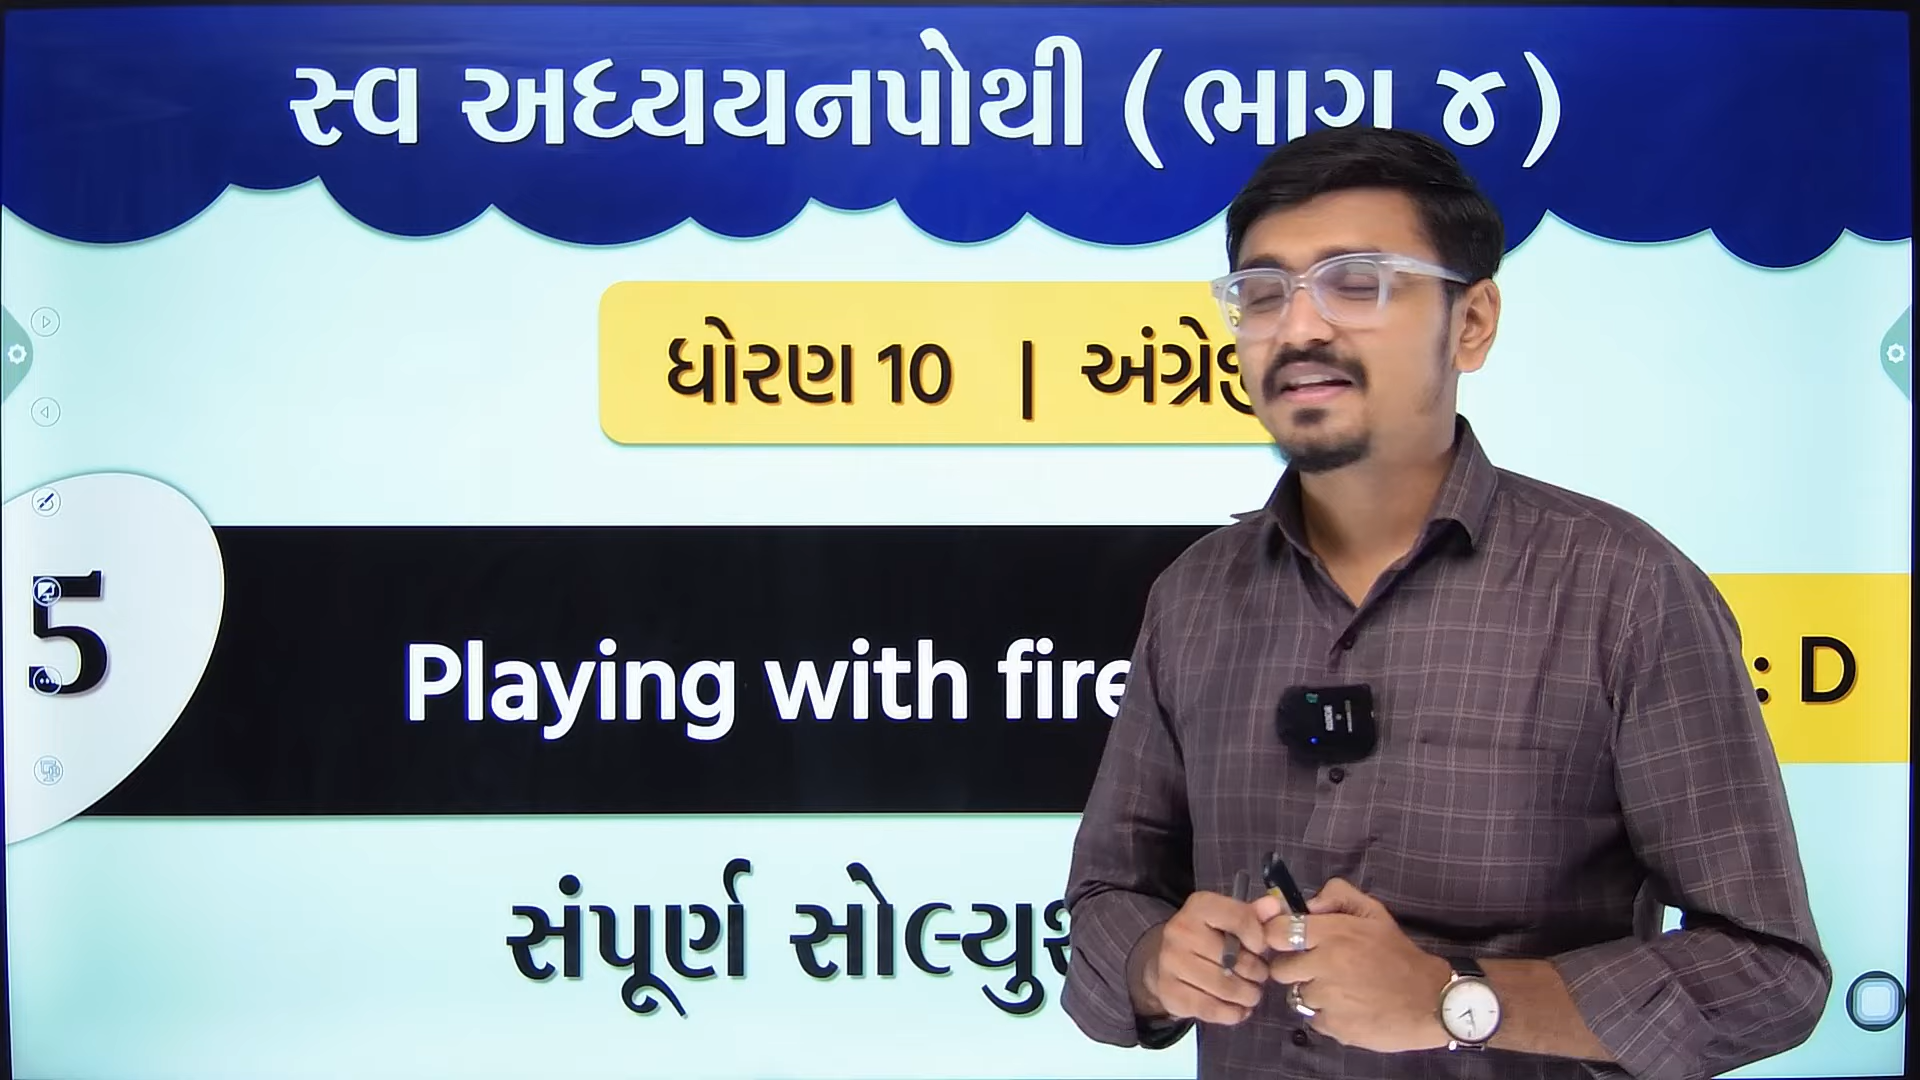 સ્વ અધ્યયનપોથી ( ભાગ ૪ )
ધોરણ 10 | અંગ્રેજી
5
Playing with fire
: D
સંપૂર્ણ